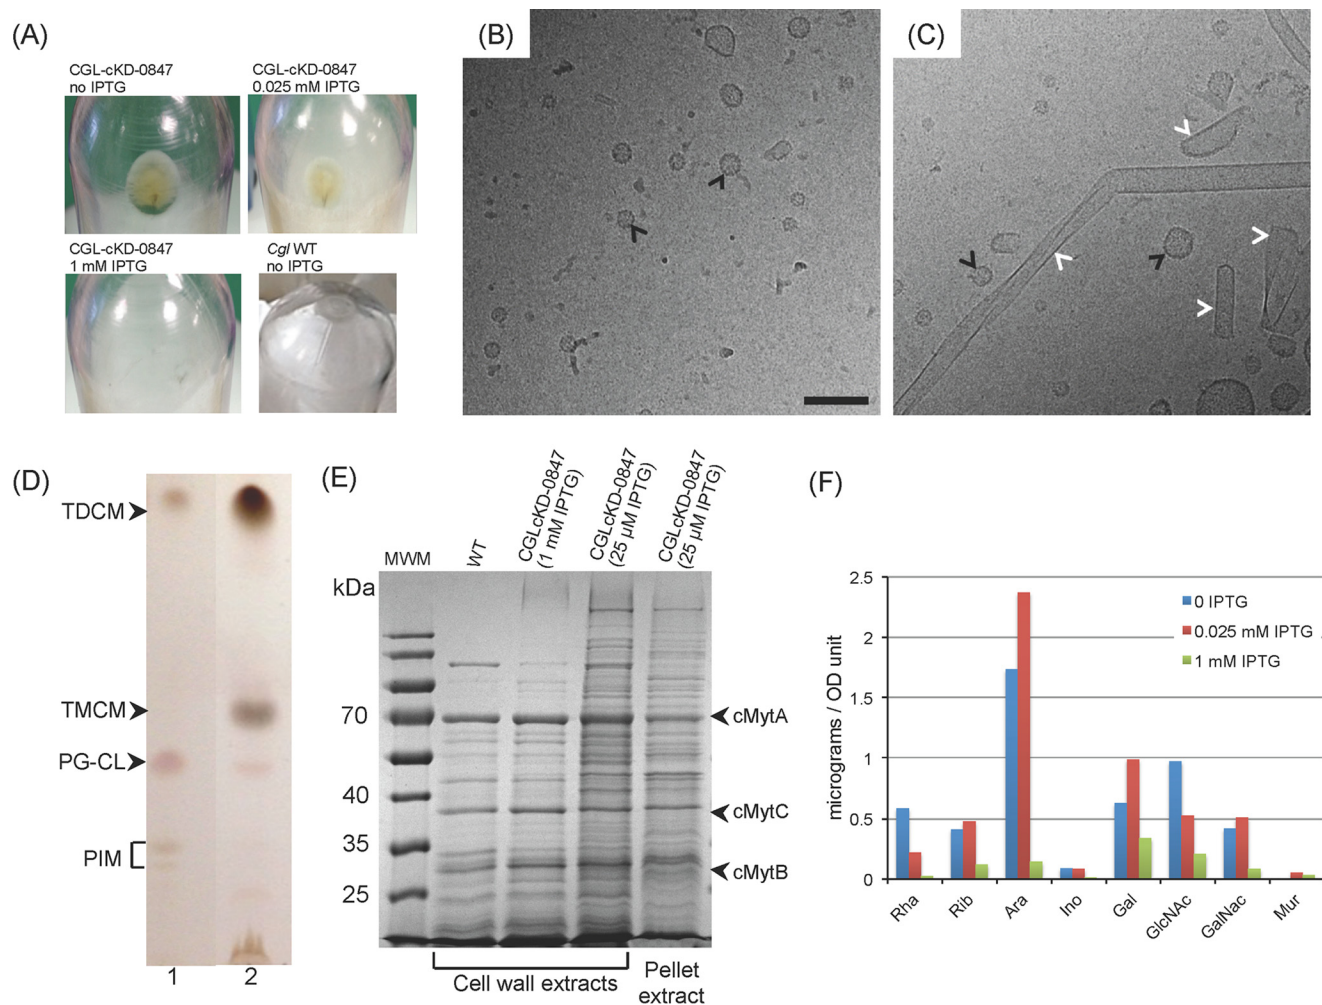 (A)
CGL-cKD-0847
no IPTG
CGL-cKD-0847
0.025 mM IPTG
CGL-cKD-0847
1 mM IPTG
Cgl WT
no IPTG
(B)
(C)
(D)
TDCM
TMCM
PG-CL
PIM
1 2
(E)
kDa
MWM
WT
CGLcKD-0847
(1 mM IPTG)
CGLcKD-0847
(25 µM IPTG)
CGLcKD-0847
(25 µM IPTG)
70
40
35
25
cMytA
cMytC
cMytB
Cell wall extracts
Pellet
extract
(F)
micrograms / OD unit
2.5
2
1.5
1
0.5
0
0 IPTG
0.025 mM IPTG
1 mM IPTG
Rha
Rib
Ara
Ino
Gal
GlcNAc
GalNac
Mur